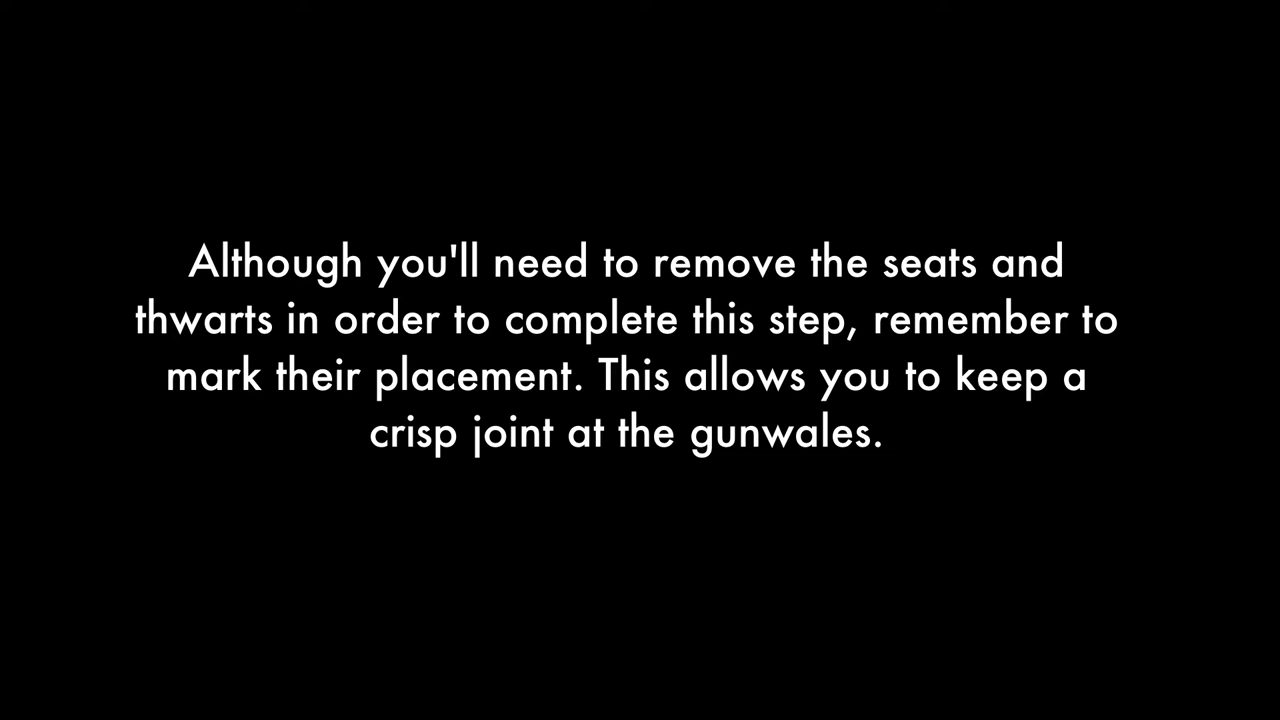 Although you'll need to remove the seats and
thwarts in order to complete this step, remember to
mark their placement. This allows you to keep a
crisp joint at the gunwales.